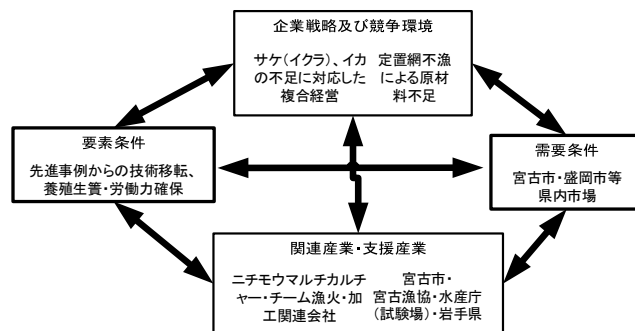 企業戦略及び競争環境
サケ(イクラ)、イカ
の不足に対応した
複合経営
定置網不漁
による原材
料不足
要素条件
先進事例からの技術移転、
養殖生簀・労働力確保
需要条件
宮古市・盛岡市等
県内市場
関連産業・支援産業
ニチモウマルチカルチ
ャー・チーム漁火・加
工関連会社
宮古市・
宮古漁協・水産庁
(試験場)・岩手県